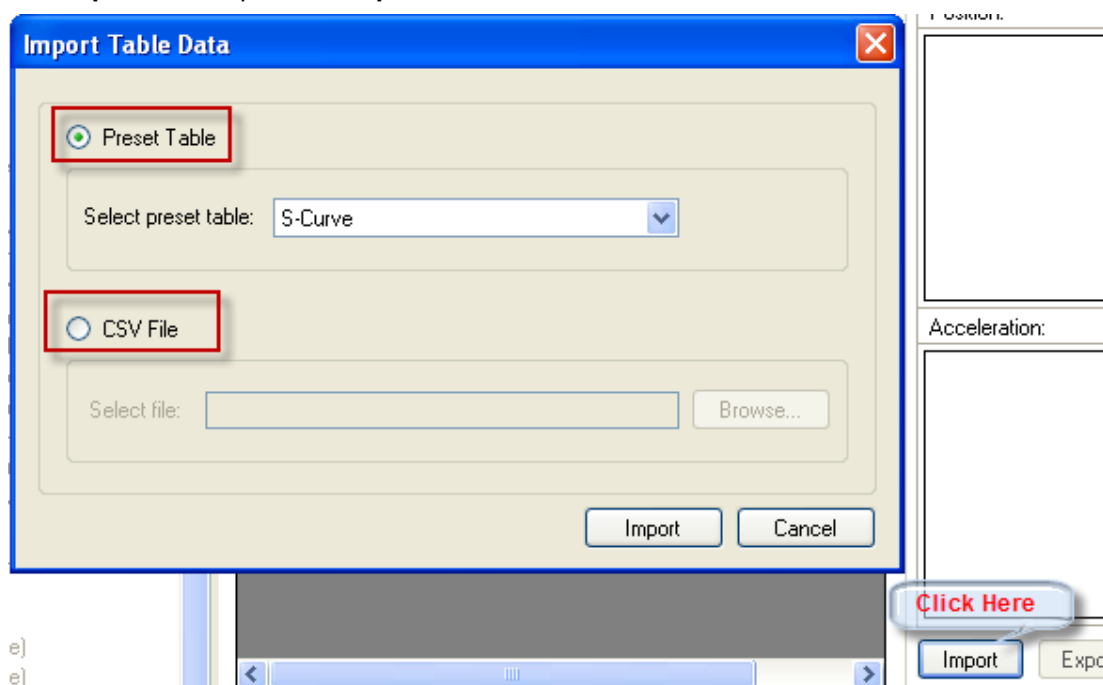 Import Table Data
Position:
Preset Table
Select preset table: S-Curve
CSV File
Select file: Browse...
Import Cancel
Acceleration:
Click Here
Import
e)
e)